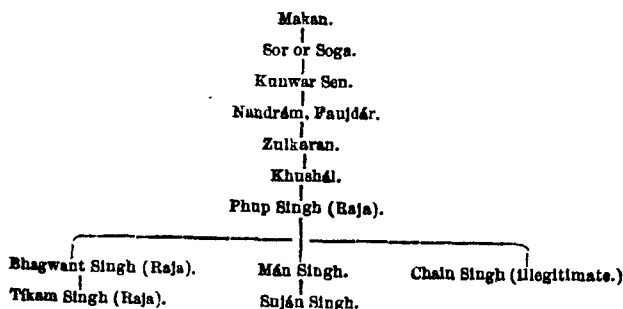 Makan.
Sor or Soga.
Kunwar Sen.
Nandrám, Faujdár.
Zulkaran.
Khushál.
Phup Singh (Raja).
Bhagwant Singh (Raja). Mán Singh. Chain Singh (illegitimate.)
Tíkam Singh (Raja). Suján Singh.